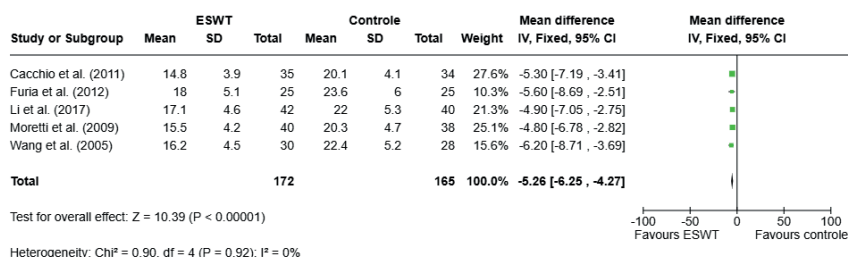 ESWT Controle Mean difference Mean difference
Study or Subgroup Mean SD Total Mean SD Total Weight IV, Fixed, 95% CI IV, Fixed, 95% CI
Cacchio et al. (2011) 14.8 3.9 35 20.1 4.1 34 27.6% -5.30 [-7.19 , -3.41]
Furia et al. (2012) 18 5.1 25 23.6 6 25 10.3% -5.60 [-8.69 , -2.51]
Li et al. (2017) 17.1 4.6 42 22 5.3 40 21.3% -4.90 [-7.05 , -2.75]
Moretti et al. (2009) 15.5 4.2 40 20.3 4.7 38 25.1% -4.80 [-6.78 , -2.82]
Wang et al. (2005) 16.2 4.5 30 22.4 5.2 28 15.6% -6.20 [-8.71 , -3.69]
Total 172 165 100.0% -5.26 [-6.25 , -4.27]
Test for overall effect: Z = 10.39 (P < 0.00001)
-100 -50 0 50 100
Favours ESWT Favours controle
Heterogeneity: Chi² = 0.90, df = 4 (P = 0.92); I² = 0%